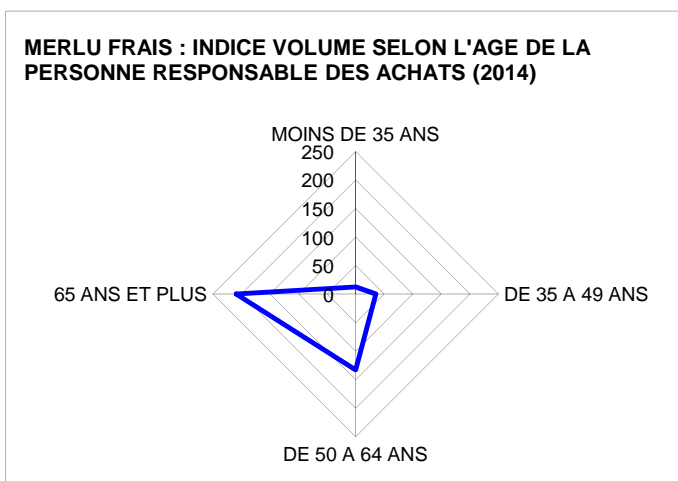 MERLU FRAIS : INDICE VOLUME SELON L'AGE DE LA
PERSONNE RESPONSABLE DES ACHATS (2014)
MOINS DE 35 ANS
250
200
150
100
50
0
65 ANS ET PLUS
DE 35 A 49 ANS
DE 50 A 64 ANS